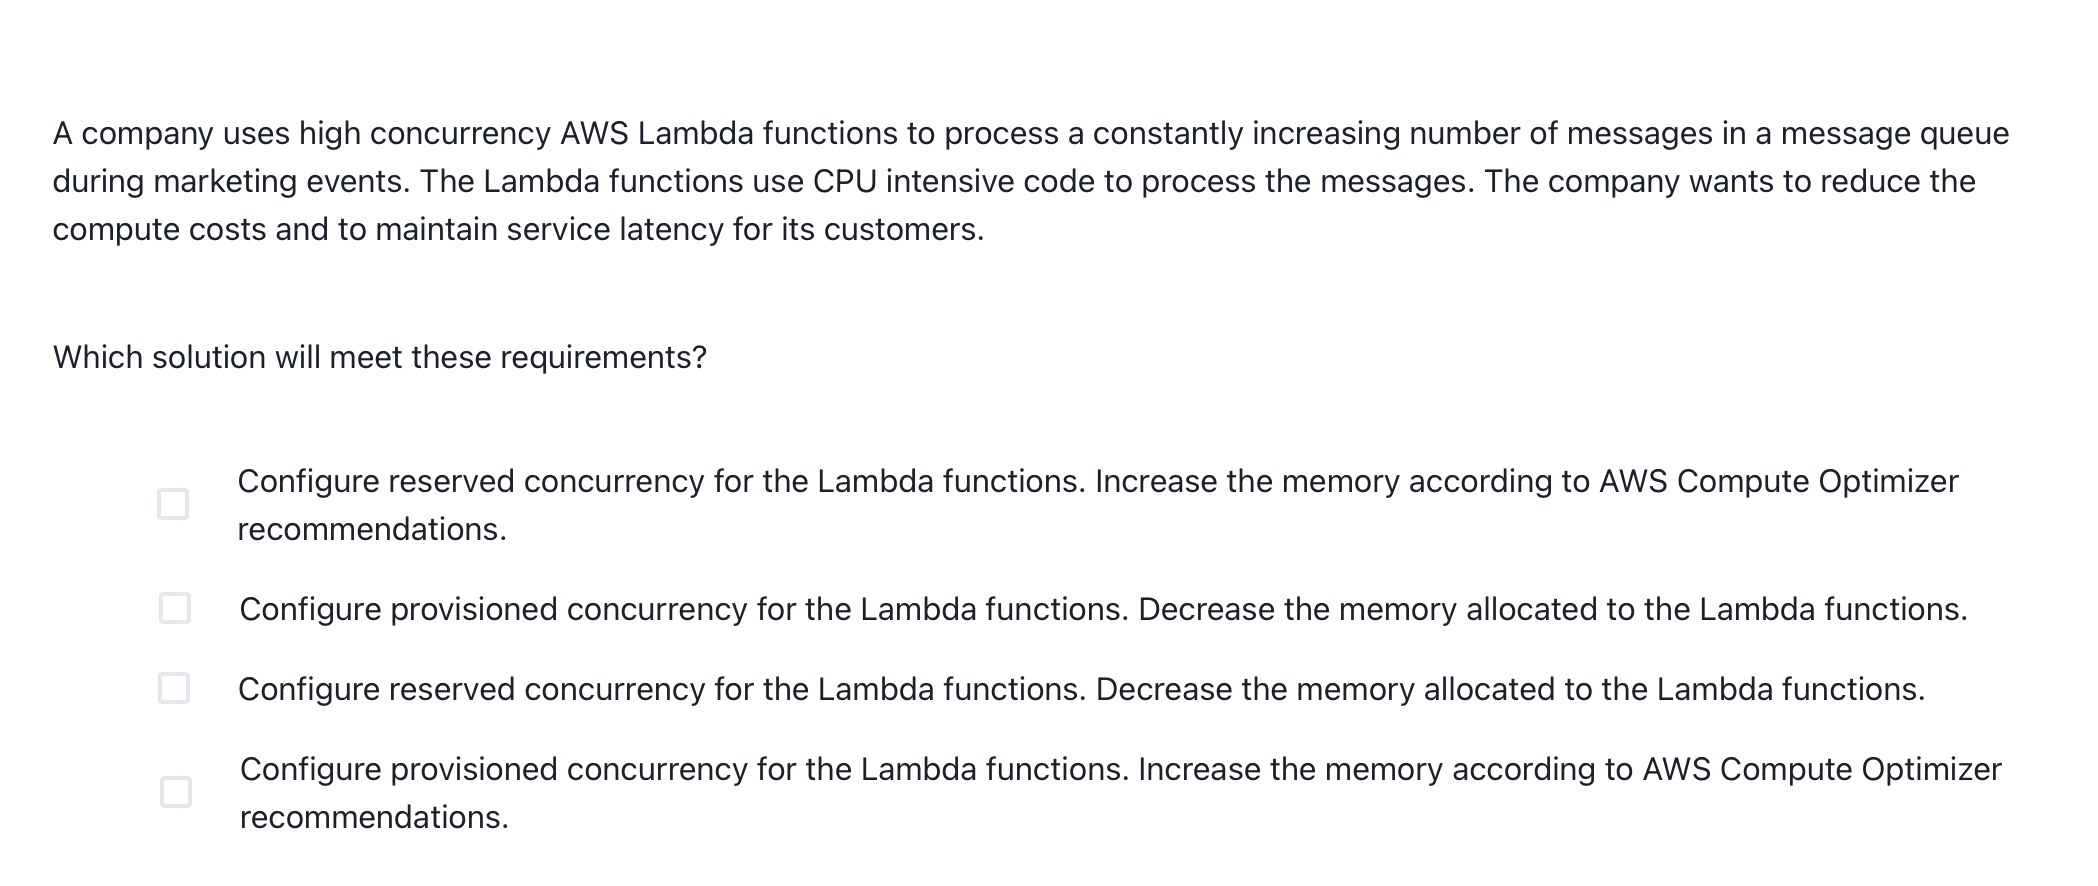 A company uses high concurrency AWS Lambda functions to process a constantly increasing number of messages in a message queue
during marketing events. The Lambda functions use CPU intensive code to process the messages. The company wants to reduce the
compute costs and to maintain service latency for its customers.
Which solution will meet these requirements?
Configure reserved concurrency for the Lambda functions. Increase the memory according to AWS Compute Optimizer
recommendations.
Configure provisioned concurrency for the Lambda functions. Decrease the memory allocated to the Lambda functions.
Configure reserved concurrency for the Lambda functions. Decrease the memory allocated to the Lambda functions.
Configure provisioned concurrency for the Lambda functions. Increase the memory according to AWS Compute Optimizer
recommendations.